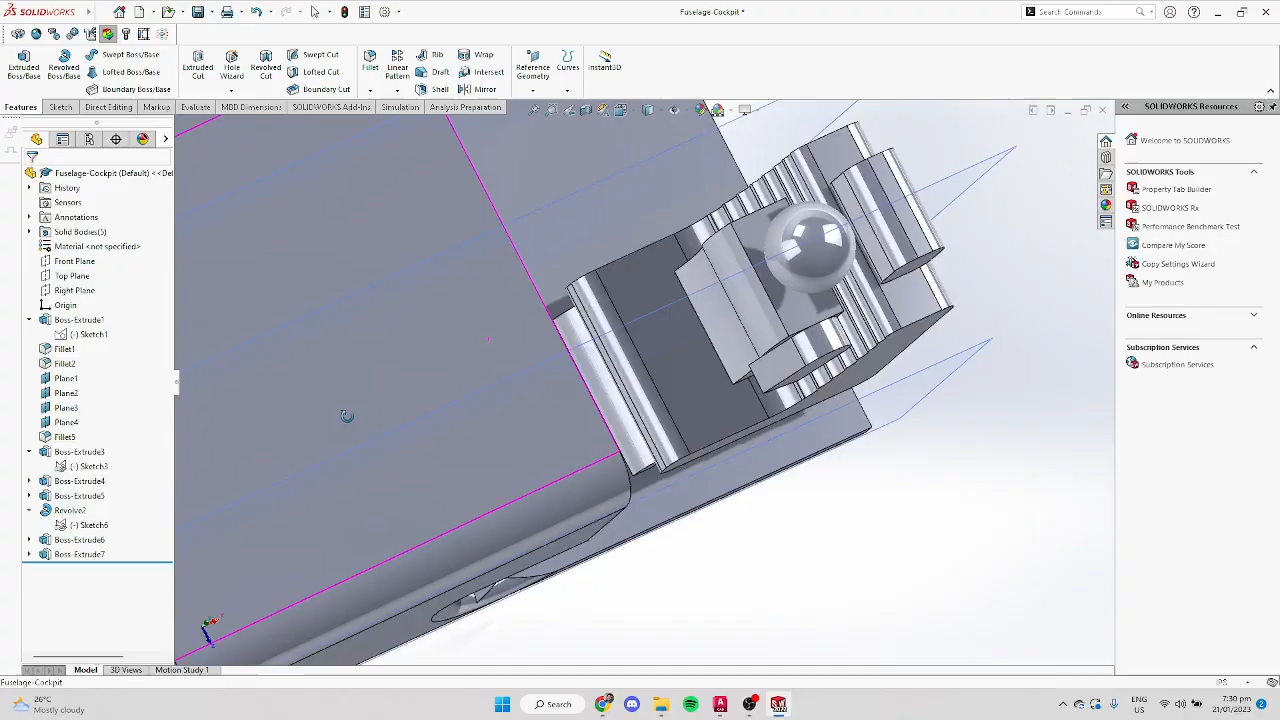 SOLIDWORKS
Fuselage-Cockpit *
Search Commands
Extruded Boss/Base
Revolved Boss/Base
Swept Boss/Base
Lofted Boss/Base
Boundary Boss/Base
Extruded Cut
Hole Wizard
Revolved Cut
Swept Cut
Lofted Cut
Boundary Cut
Fillet
Linear Pattern
Rib
Draft
Shell
Wrap
Intersect
Mirror
Reference Geometry
Curves
Instant3D
Features Sketch Direct Editing Markup Evaluate MBD Dimensions SOLIDWORKS Add-Ins Simulation Analysis Preparation
Fuselage-Cockpit (Default) <<Def
History
Sensors
Annotations
Solid Bodies(5)
Material <not specified>
Front Plane
Top Plane
Right Plane
Origin
Boss-Extrude1
(-) Sketch1
Fillet1
Fillet2
Plane1
Plane2
Plane3
Plane4
Fillet5
Boss-Extrude3
(-) Sketch3
Boss-Extrude4
Boss-Extrude5
Revolve2
(-) Sketch6
Boss-Extrude6
Boss-Extrude7
SOLIDWORKS Resources
Welcome to SOLIDWORKS
SOLIDWORKS Tools
Property Tab Builder
SOLIDWORKS Rx
Performance Benchmark Test
Compare My Score
Copy Settings Wizard
My Products
Online Resources
Subscription Services
Subscription Services
Model 3D Views Motion Study 1
Fuselage-Cockpit
IPS
26°C
Mostly cloudy
Search
ENG
US
7:30 pm
21/01/2023
2